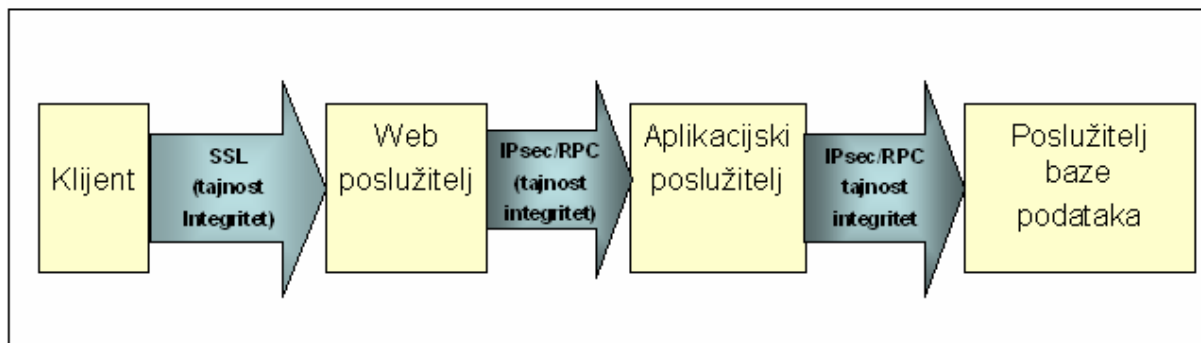 Klijent
SSL
(tajnost
Integritet)
Web
poslužitelj
IPsec/RPC
(tajnost
integritet)
Aplikacijski
poslužitelj
IPsec/RPC
tajnost
integritet
Poslužitelj
baze
podataka